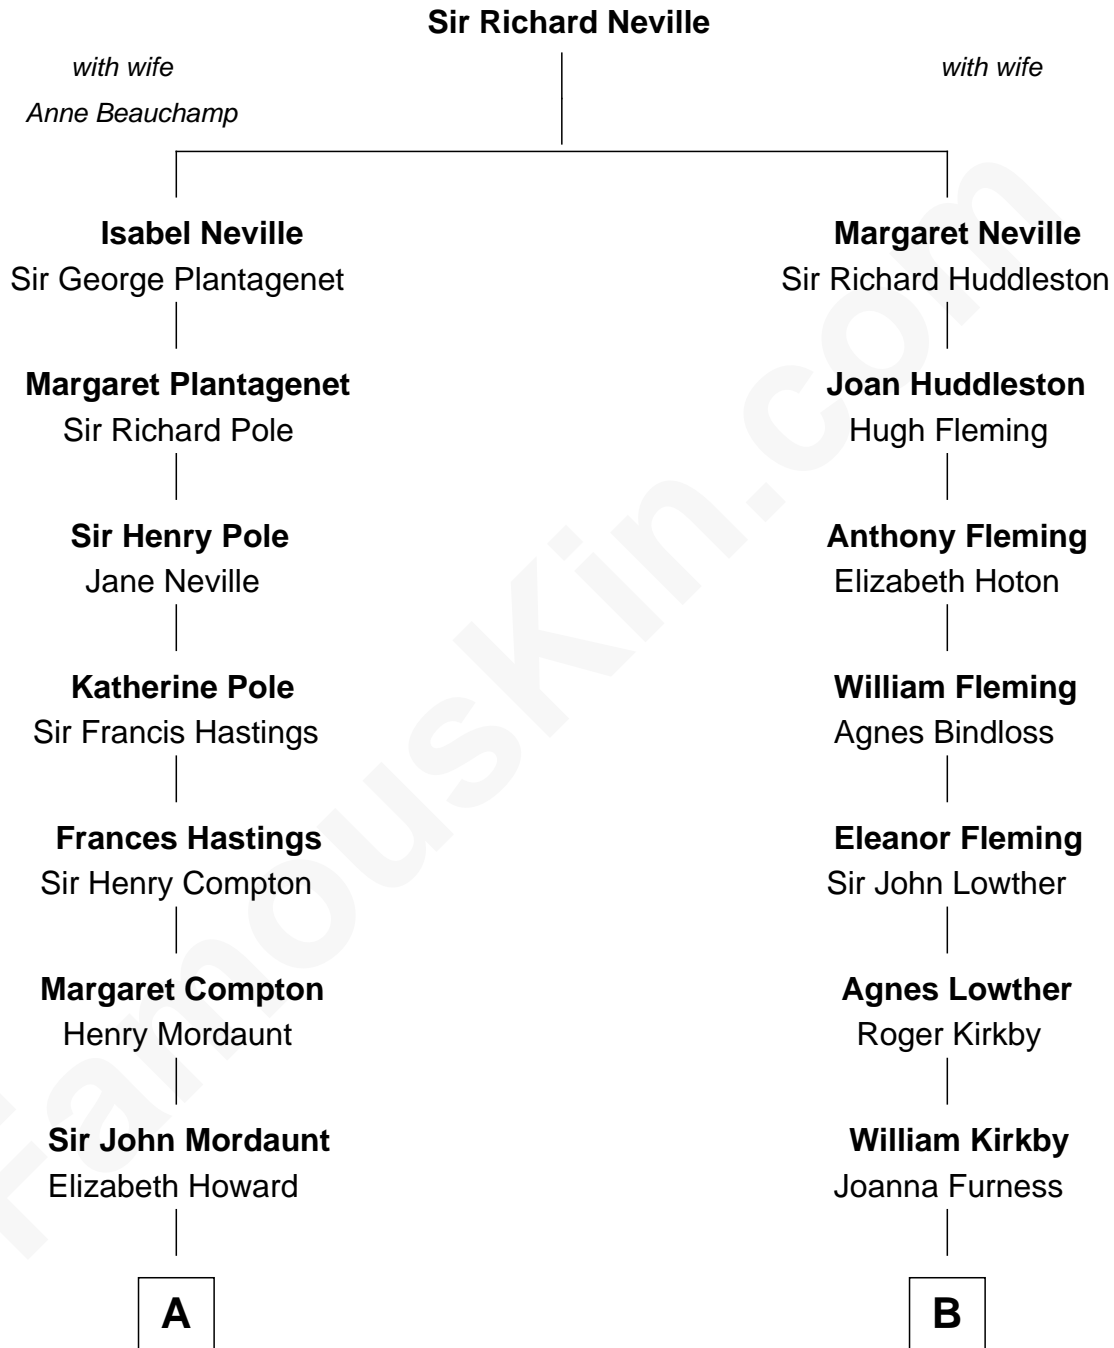 Sir Richard Neville
with wife
Anne Beauchamp
with wife
Isabel Neville
Sir George Plantagenet
Margaret Neville
Sir Richard Huddleston
Margaret Plantagenet
Sir Richard Pole
Joan Huddleston
Hugh Fleming
Sir Henry Pole
Jane Neville
Anthony Fleming
Elizabeth Hoton
Katherine Pole
Sir Francis Hastings
William Fleming
Agnes Bindloss
Frances Hastings
Sir Henry Compton
Eleanor Fleming
Sir John Lowther
Margaret Compton
Henry Mordaunt
Agnes Lowther
Roger Kirkby
Sir John Mordaunt
Elizabeth Howard
William Kirkby
Joanna Furness
A
B
FamousKin.com